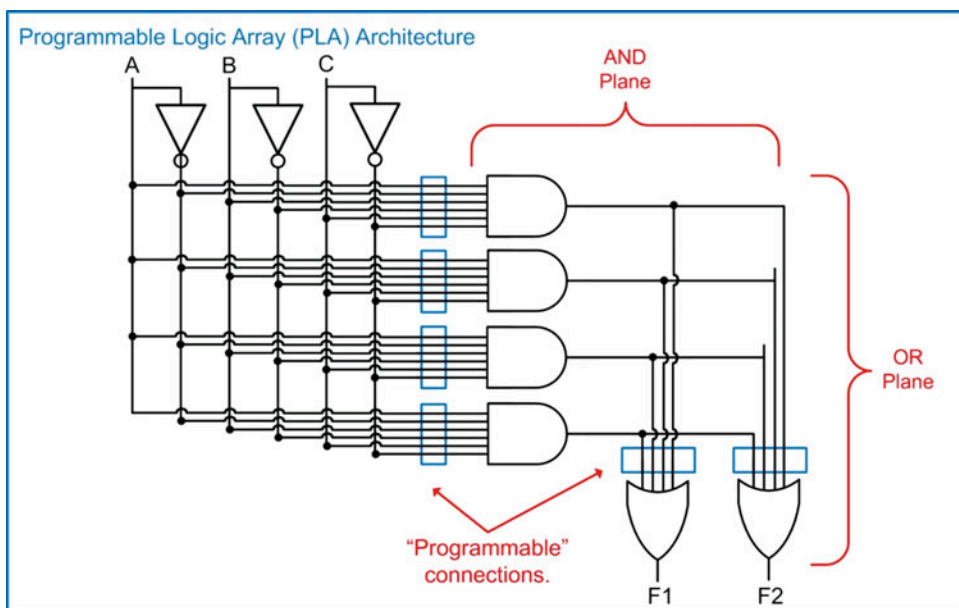 Programmable Logic Array (PLA) Architecture
A
B
C
AND
Plane
OR
Plane
“Programmable”
connections.
F1
F2